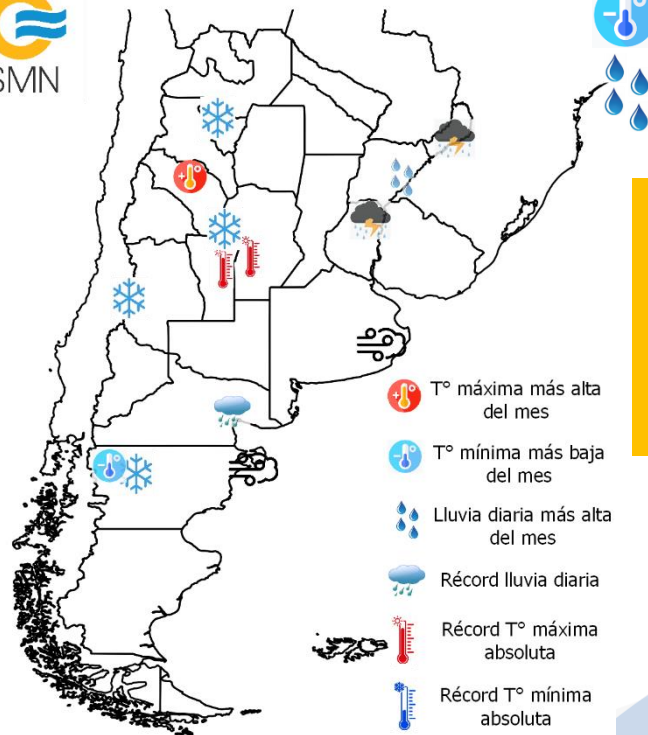 SMN
T° máxima más alta
del mes
T° mínima más baja
del mes
Lluvia diaria más alta
del mes
Récord lluvia diaria
Récord T° máxima
absoluta
Récord T° mínima
absoluta